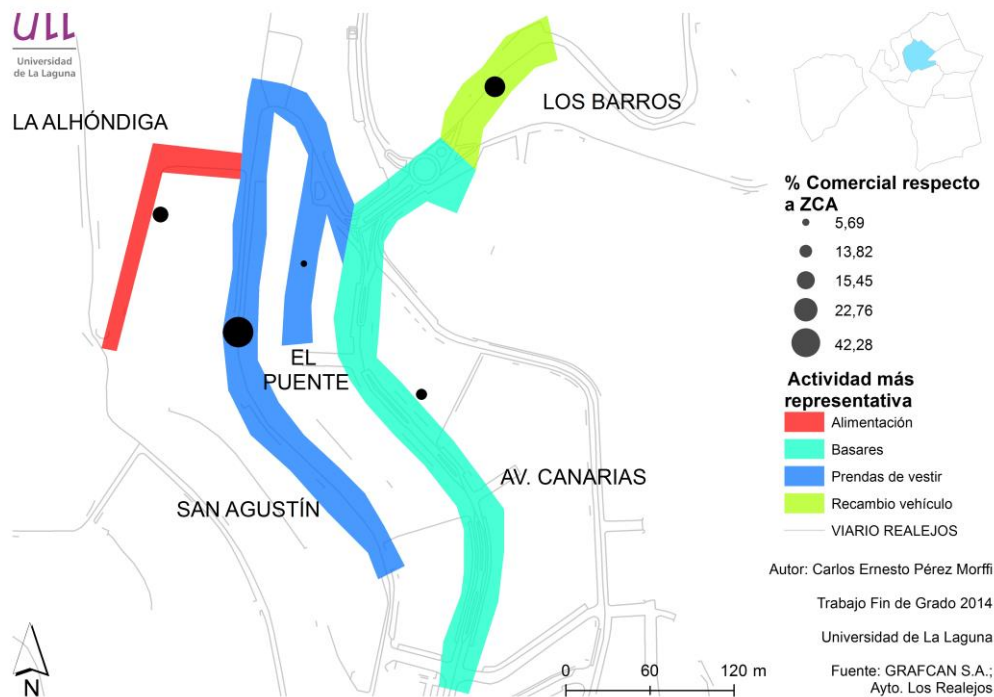 ull
Universidad
de La Laguna
LA ALHÓNDIGA
LOS BARROS
EL
PUENTE
SAN AGUSTÍN
AV. CANARIAS
% Comercial respecto
a ZCA
5,69
13,82
15,45
22,76
42,28
Actividad más
representativa
Alimentación
Basares
Prendas de vestir
Recambio vehículo
VIARIO REALEJOS
Autor: Carlos Ernesto Pérez Morffi
Trabajo Fin de Grado 2014
Universidad de La Laguna
Fuente: GRAFCAN S.A.;
Ayto. Los Realejos
N
0 60 120 m